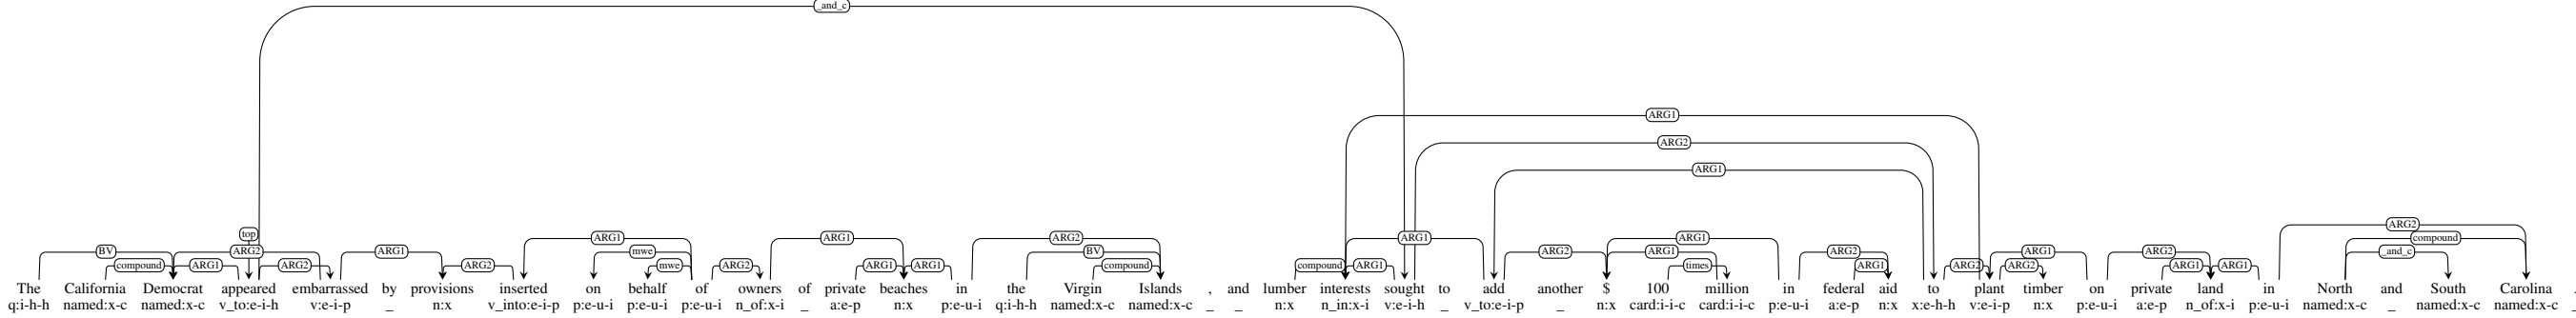 _and_c
ARG1
ARG2
ARG1
ARG2
top
ARG1 mwe ARG1 ARG2 BV ARG1 ARG1 compound _and_c
BV ARG2 ARG1 ARG2 ARG2 ARG1 ARG2
compound ARG1 ARG2 ARG2 mwe ARG2 ARG1 ARG1 compound compound ARG1 ARG1 times ARG1 ARG2 ARG2 ARG1 ARG1
The California Democrat appeared embarrassed by provisions inserted on behalf of owners of private beaches in the Virgin Islands , and lumber interests sought to add another $ 100 million in federal aid to plant timber on private land in North and South Carolina .
q:i-h-h named:x-c named:x-c v_to:e-i-h v:e-i-p _ n:x v_into:e-i-p p:e-u-i p:e-u-i p:e-u-i n_of:x-i _ a:e-p n:x p:e-u-i q:i-h-h named:x-c named:x-c _ _ n:x n_in:x-i v:e-i-h _ v_to:e-i-p _ n:x card:i-i-c card:i-i-c p:e-u-i a:e-p n:x x:e-h-h v:e-i-p n:x p:e-u-i a:e-p n_of:x-i p:e-u-i named:x-c _ named:x-c named:x-c _